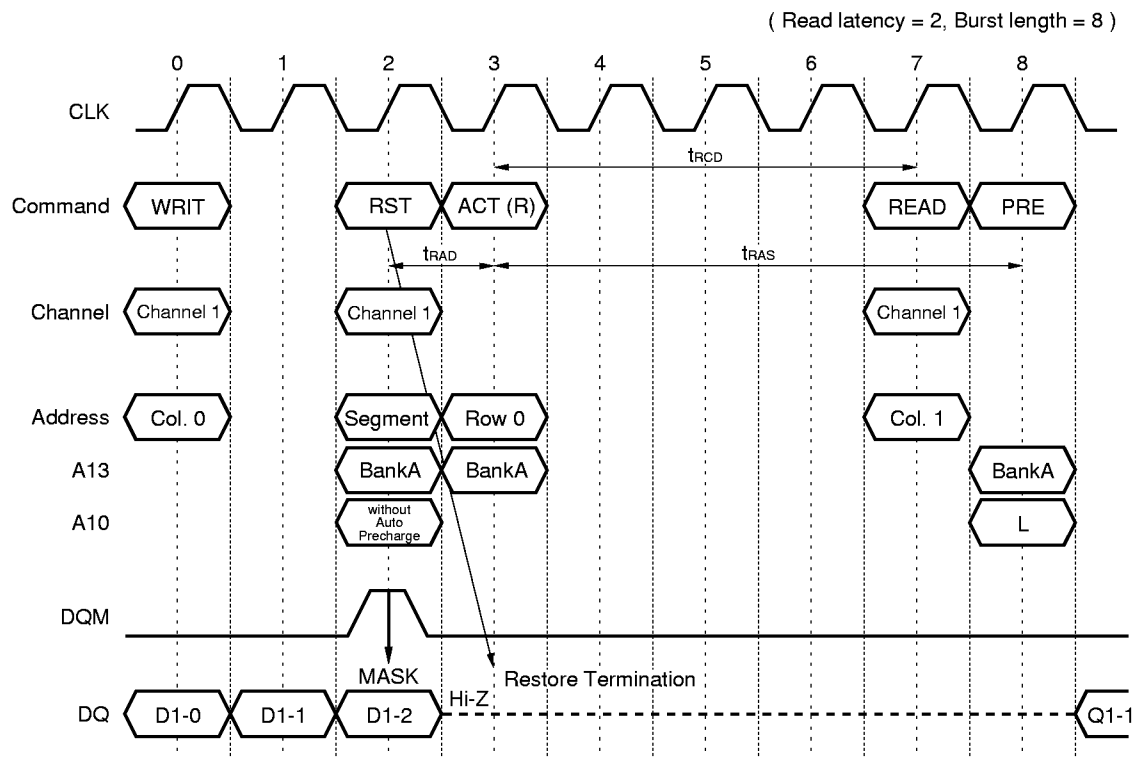 ( Read latency = 2, Burst length = 8 )
0 1 2 3 4 5 6 7 8
CLK
tRCD
Command WRIT RST ACT (R) READ PRE
tRAD tRAS
Channel Channel 1 Channel 1 Channel 1
Address Col. 0 Segment Row 0 Col. 1
A13 BankA BankA BankA
A10 without Auto Precharge L
DQM
MASK Restore Termination
Hi-Z
DQ D1-0 D1-1 D1-2 Q1-1